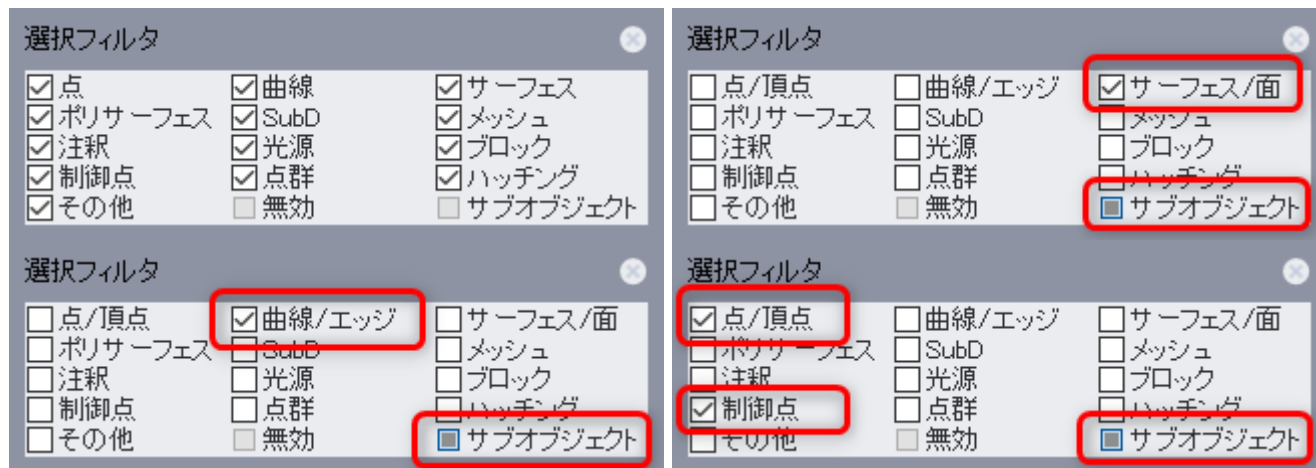 選択フィルタ
点 曲線 サーフェス
ポリサーフェス SubD メッシュ
注釈 光源 ブロック
制御点 点群 ハッチング
その他 無効 サブオブジェクト
選択フィルタ
点/頂点 曲線/エッジ サーフェス/面
ポリサーフェス SubD メッシュ
注釈 光源 ブロック
制御点 点群 ハッチング
その他 無効 サブオブジェクト
選択フィルタ
点/頂点 曲線/エッジ サーフェス/面
ポリサーフェス SubD メッシュ
注釈 光源 ブロック
制御点 点群 ハッチング
その他 無効 サブオブジェクト
選択フィルタ
点/頂点 曲線/エッジ サーフェス/面
ポリサーフェス SubD メッシュ
注釈 光源 ブロック
制御点 点群 ハッチング
その他 無効 サブオブジェクト